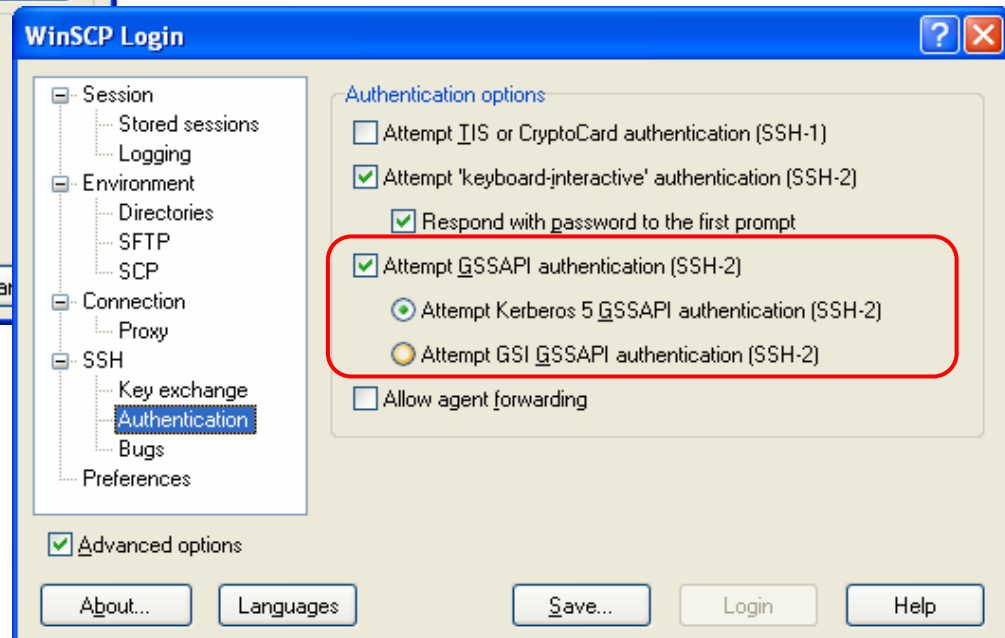 WinSCP Login
Session
Stored sessions
Logging
Environment
Directories
SFTP
SCP
Connection
Proxy
SSH
Key exchange
Authentication
Bugs
Preferences
Authentication options
Attempt TIS or CryptoCard authentication (SSH-1)
Attempt 'keyboard-interactive' authentication (SSH-2)
Respond with password to the first prompt
Attempt GSSAPI authentication (SSH-2)
Attempt Kerberos 5 GSSAPI authentication (SSH-2)
Attempt GSI GSSAPI authentication (SSH-2)
Allow agent forwarding
Advanced options
About... Languages Save... Login Help